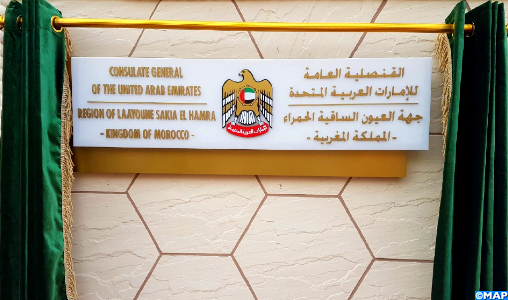 CONSULATE GENERAL
OF THE UNITED ARAB EMIRATES
REGION OF LAAYOUNE SAKIA EL HAMRA
- KINGDOM OF MOROCCO -
القنصلية العامة
للإمارات العربية المتحدة
جهة العيون الساقية الحمراء
- المملكة المغربية -
©MAP